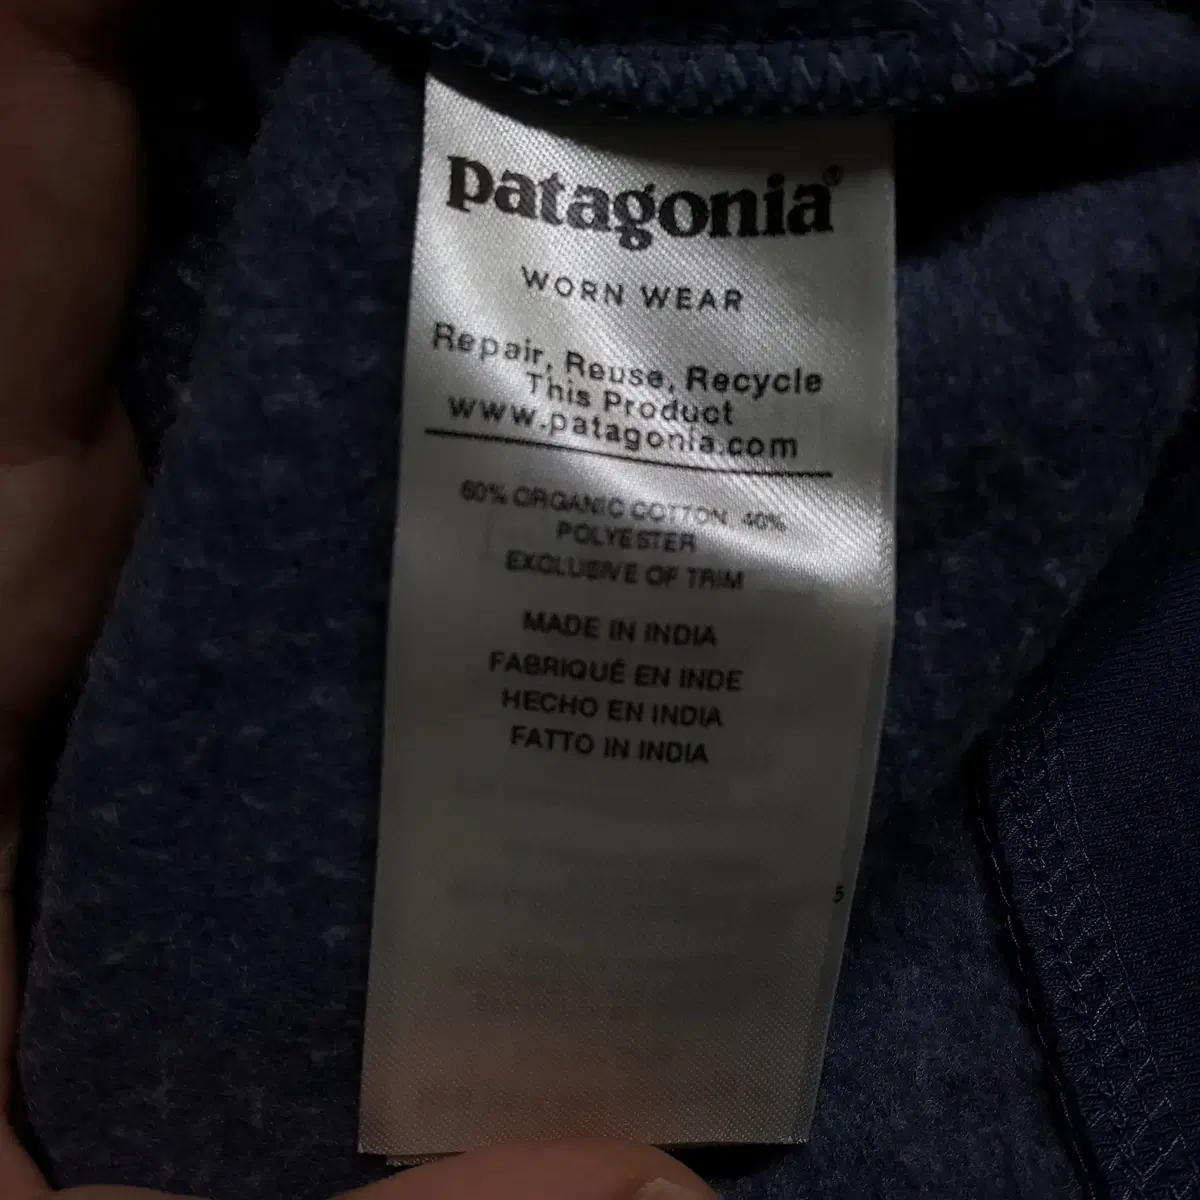 patagonia®
WORN WEAR
Repair, Reuse, Recycle
This Product
www.patagonia.com
60% ORGANIC COTTON, 40%
POLYESTER
EXCLUSIVE OF TRIM
MADE IN INDIA
FABRIQUÉ EN INDE
HECHO EN INDIA
FATTO IN INDIA
5